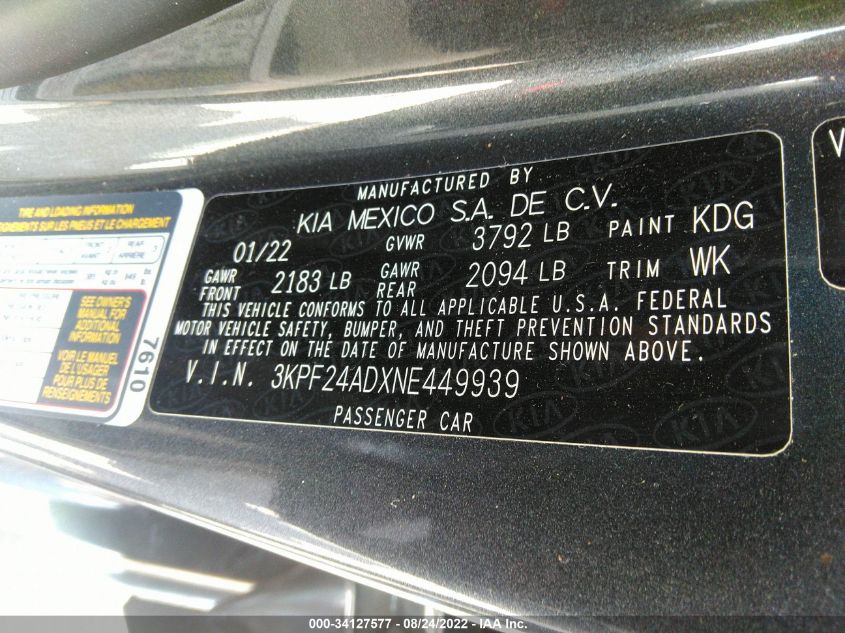 MANUFACTURED BY
KIA MEXICO S.A. DE C.V.
01/22 GVWR 3792 LB PAINT KDG
GAWR FRONT 2183 LB GAWR REAR 2094 LB TRIM WK
THIS VEHICLE CONFORMS TO ALL APPLICABLE U.S.A. FEDERAL
MOTOR VEHICLE SAFETY, BUMPER, AND THEFT PREVENTION STANDARDS
IN EFFECT ON THE DATE OF MANUFACTURE SHOWN ABOVE.
V.I.N. 3KPF24ADXNE449939
PASSENGER CAR
TIRE AND LOADING INFORMATION
SEE OWNER'S
MANUAL FOR
ADDITIONAL
INFORMATION
VOIR LE MANUEL
DE L'USAGER
POUR PLUS DE
RENSEIGNEMENTS
7610
V
000-34127577 - 08/24/2022 - IAA Inc.